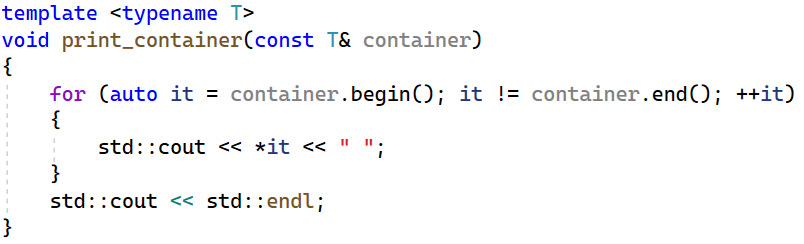 template <typename T>
void print_container(const T& container)
{
    for (auto it = container.begin(); it != container.end(); ++it)
    {
        std::cout << *it << " ";
    }
    std::cout << std::endl;
}